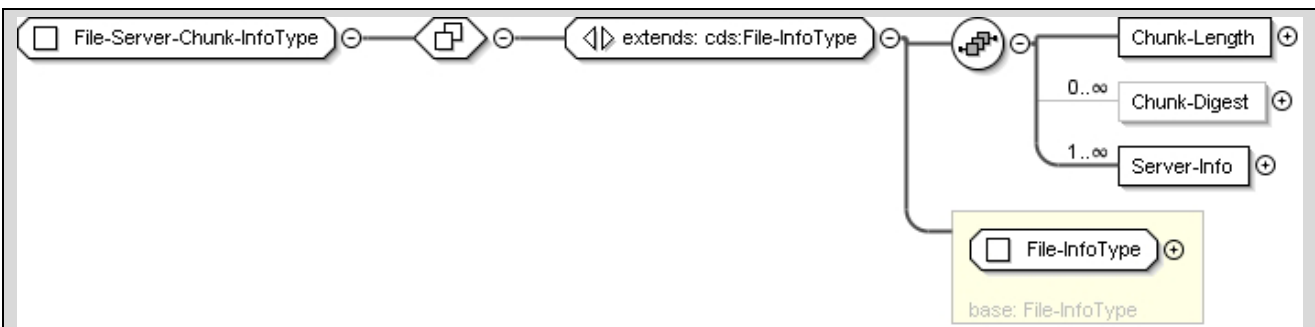 File-Server-Chunk-InfoType
extends: cds:File-InfoType
Chunk-Length
0..∞
Chunk-Digest
1..∞
Server-Info
File-InfoType
base: File-InfoType